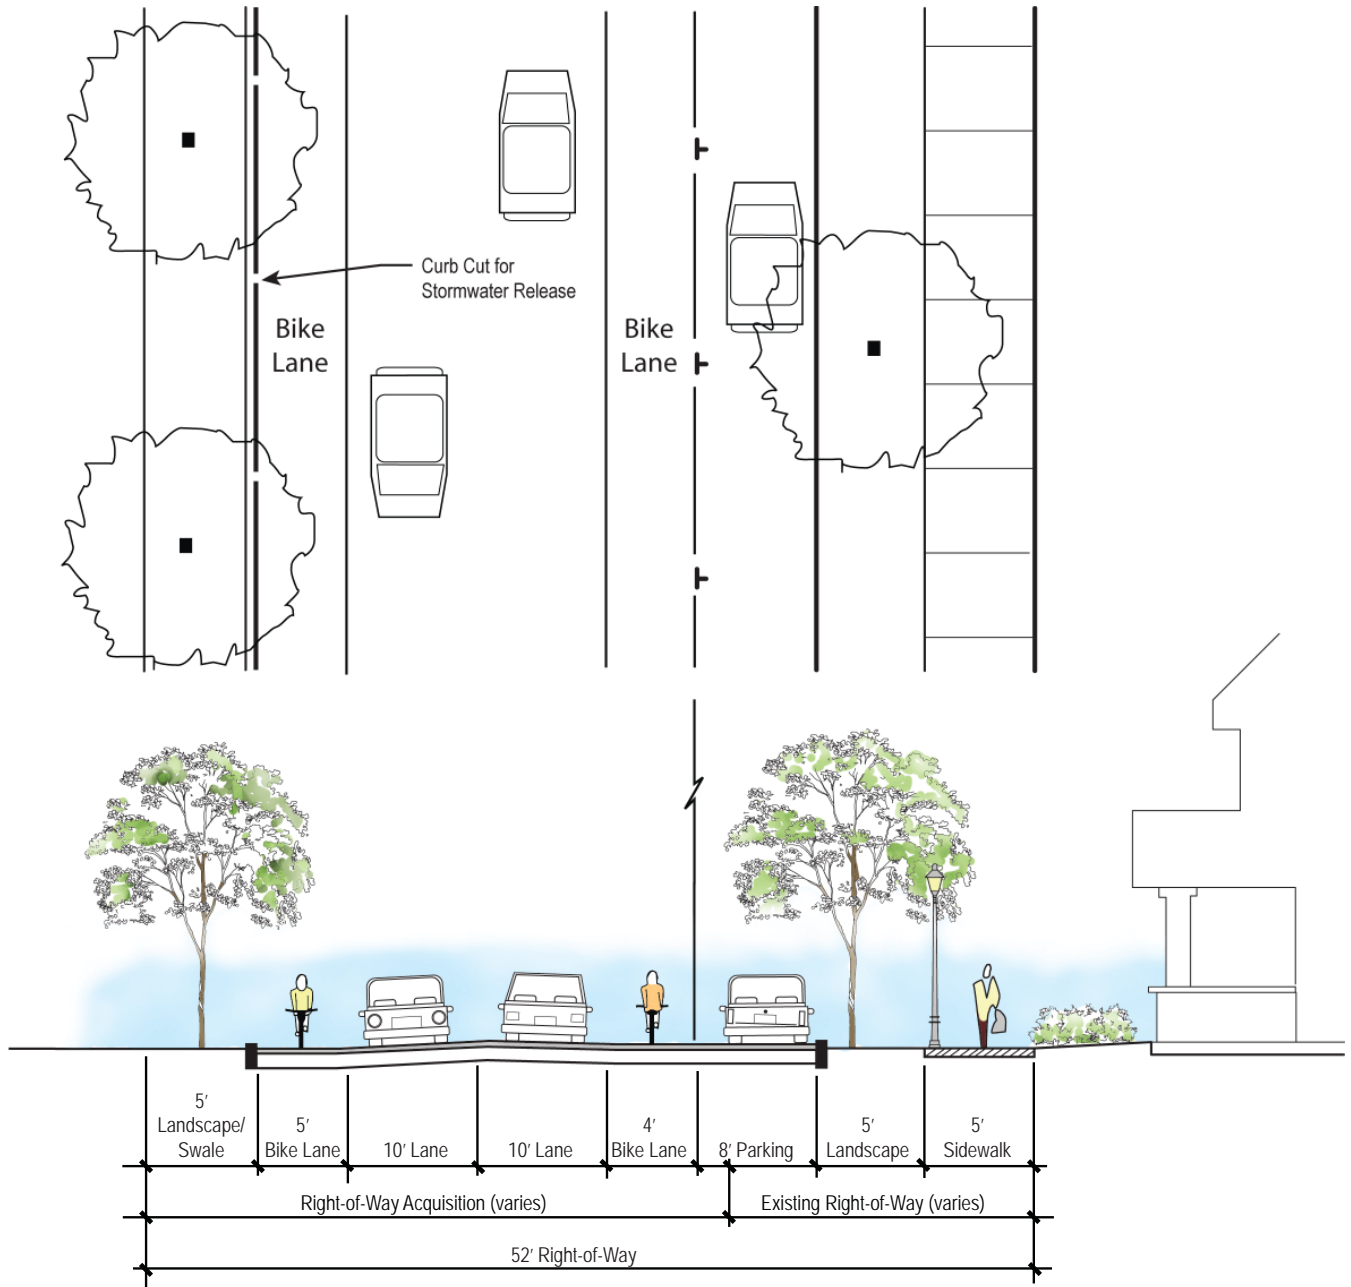 Curb Cut for
Stormwater Release
Bike
Lane
Bike
Lane
5′
Landscape/
Swale
5′
Bike Lane
10′ Lane
10′ Lane
4′
Bike Lane
8′ Parking
5′
Landscape
5′
Sidewalk
Right-of-Way Acquisition (varies)
Existing Right-of-Way (varies)
52′ Right-of-Way